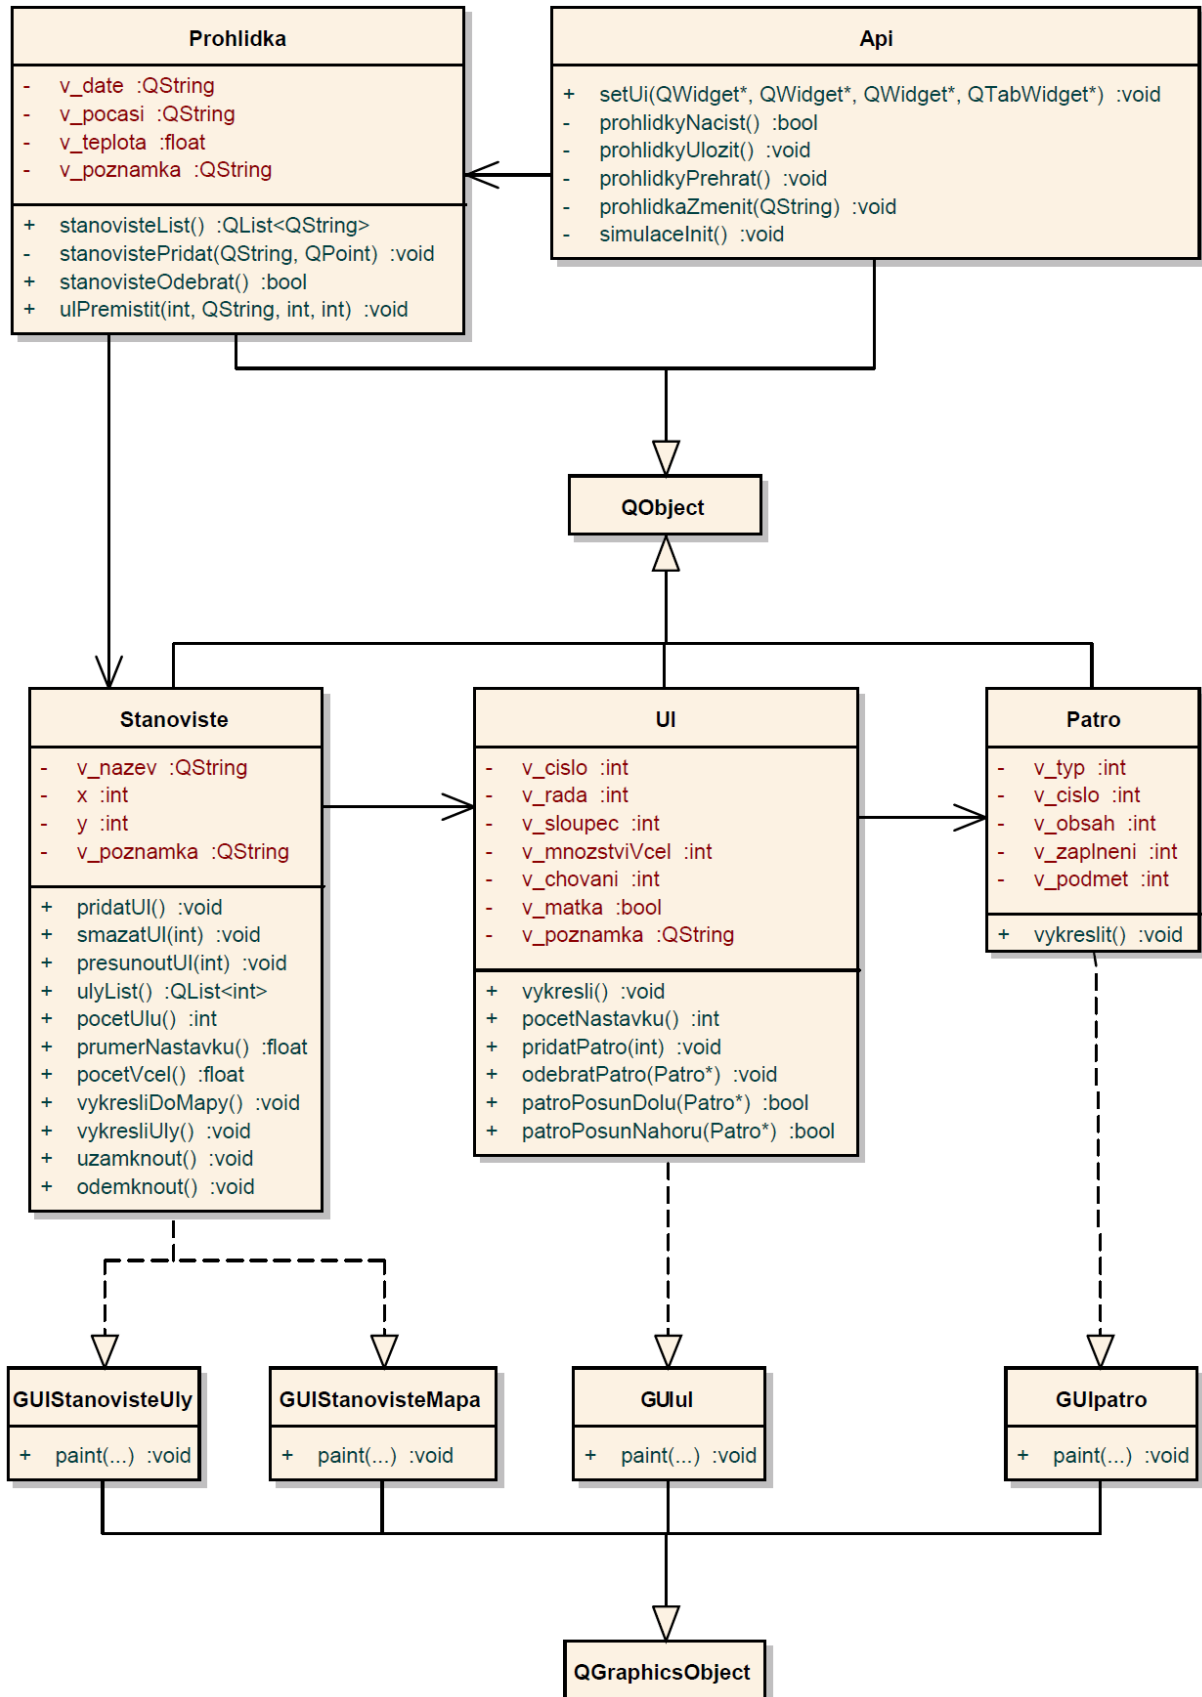 Prohlidka
- v_date :QString
- v_pocasi :QString
- v_teplota :float
- v_poznamka :QString
+ stanovisteList() :QList<QString>
- stanovistePridat(QString, QPoint) :void
+ stanovisteOdebrat() :bool
+ ulPremistit(int, QString, int, int) :void
Api
+ setUi(QWidget*, QWidget*, QWidget*, QTabWidget*) :void
- prohlidkyNacist() :bool
- prohlidkyUlozit() :void
- prohlidkyPrehrat() :void
- prohlidkaZmenit(QString) :void
- simulaceInit() :void
QObject
Stanoviste
- v_nazev :QString
- x :int
- y :int
- v_poznamka :QString
+ pridatUl() :void
+ smazatUl(int) :void
+ presunoutUl(int) :void
+ ulyList() :QList<int>
+ pocetUlu() :int
+ prumerNastavku() :float
+ pocetVcel() :float
+ vykresliDoMapy() :void
+ vykresliUly() :void
+ uzamknout() :void
+ odemknout() :void
Ul
- v_cislo :int
- v_rada :int
- v_sloupec :int
- v_mnozstviVcel :int
- v_chovani :int
- v_matka :bool
- v_poznamka :QString
+ vykresli() :void
+ pocetNastavku() :int
+ pridatPatro(int) :void
+ odebratPatro(Patro*) :void
+ patroPosunDolu(Patro*) :bool
+ patroPosunNahoru(Patro*) :bool
Patro
- v_typ :int
- v_cislo :int
- v_obsah :int
- v_zaplneni :int
- v_podmet :int
+ vykreslit() :void
GUIStanovisteUly
+ paint(...) :void
GUIStanovisteMapa
+ paint(...) :void
GUIul
+ paint(...) :void
GUIpatro
+ paint(...) :void
QGraphicsObject